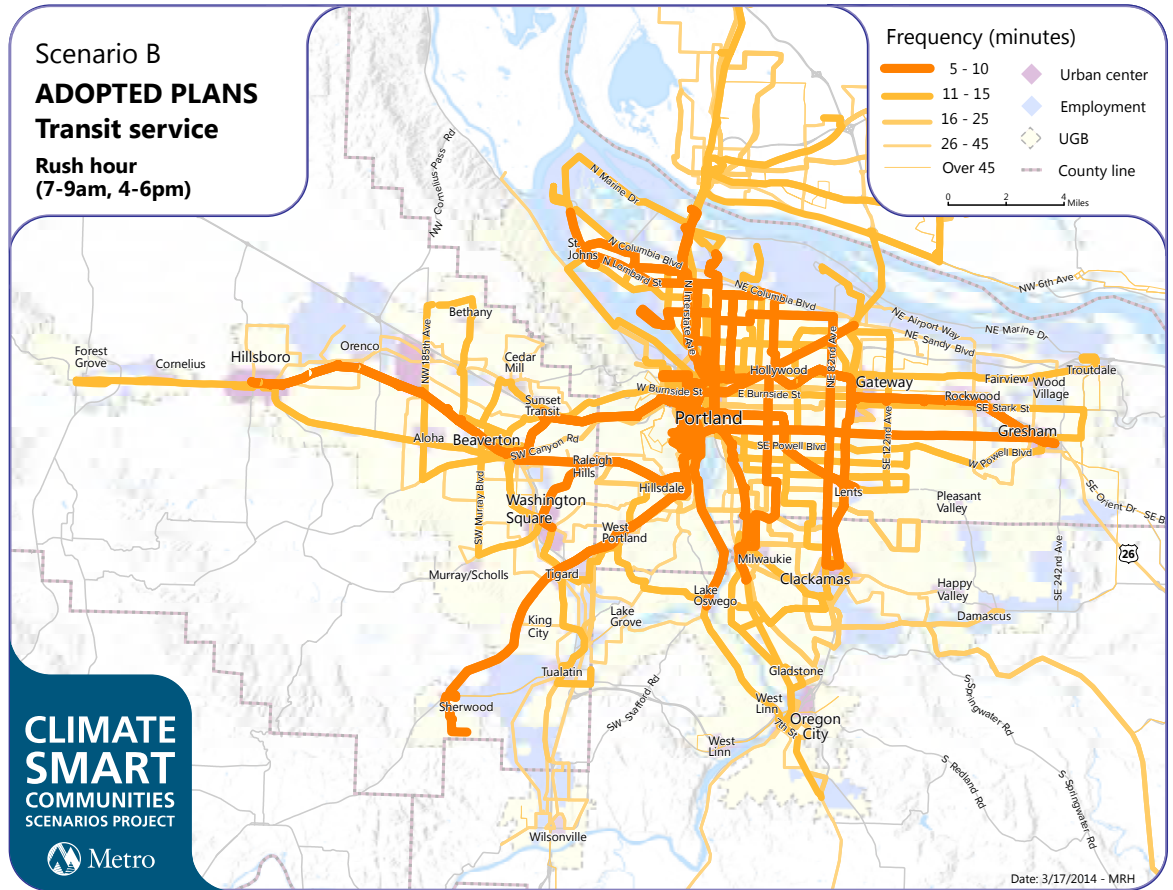 Scenario B
ADOPTED PLANS
Transit service
Rush hour
(7-9am, 4-6pm)
Frequency (minutes)
5 - 10
11 - 15
16 - 25
26 - 45
Over 45
Urban center
Employment
UGB
County line
0 2 4
Miles
NW Cornelius Pass Rd
N Marine Dr
St.
Johns
N Columbia Blvd
N Lombard St
N Interstate Ave
NE Columbia Blvd
NW 6th Ave
NE Airport Way
NE Marine Dr
NE Sandy Blvd
NE 82nd Ave
Bethany
NW 185th Ave
Orenco
Forest
Grove
Cornelius
Hillsboro
Cedar
Mill
Hollywood
Gateway
Fairview
Wood
Village
Troutdale
W Burnside St
E Burnside St
Rockwood
SE Stark St
Sunset
Transit
Portland
Gresham
Aloha
Beaverton
SW Canyon Rd
SE Powell Blvd
SE 122nd Ave
W Powell Blvd
Raleigh
Hills
Hillsdale
Lents
SE Orient Dr
SE B
SW Murray Blvd
Washington
Square
Pleasant
Valley
West
Portland
26
Milwaukie
Clackamas
SE 242nd Ave
Murray/Scholls
Tigard
Happy
Valley
Lake
Oswego
Damascus
King
City
Lake
Grove
Tualatin
Gladstone
SW Stafford Rd
S Springwater Rd
Sherwood
West
Linn
Oregon
City
7th St
West
Linn
S Redland Rd
S Springwater Rd
Wilsonville
CLIMATE
SMART
COMMUNITIES
SCENARIOS PROJECT
Metro
Date: 3/17/2014 - MRH